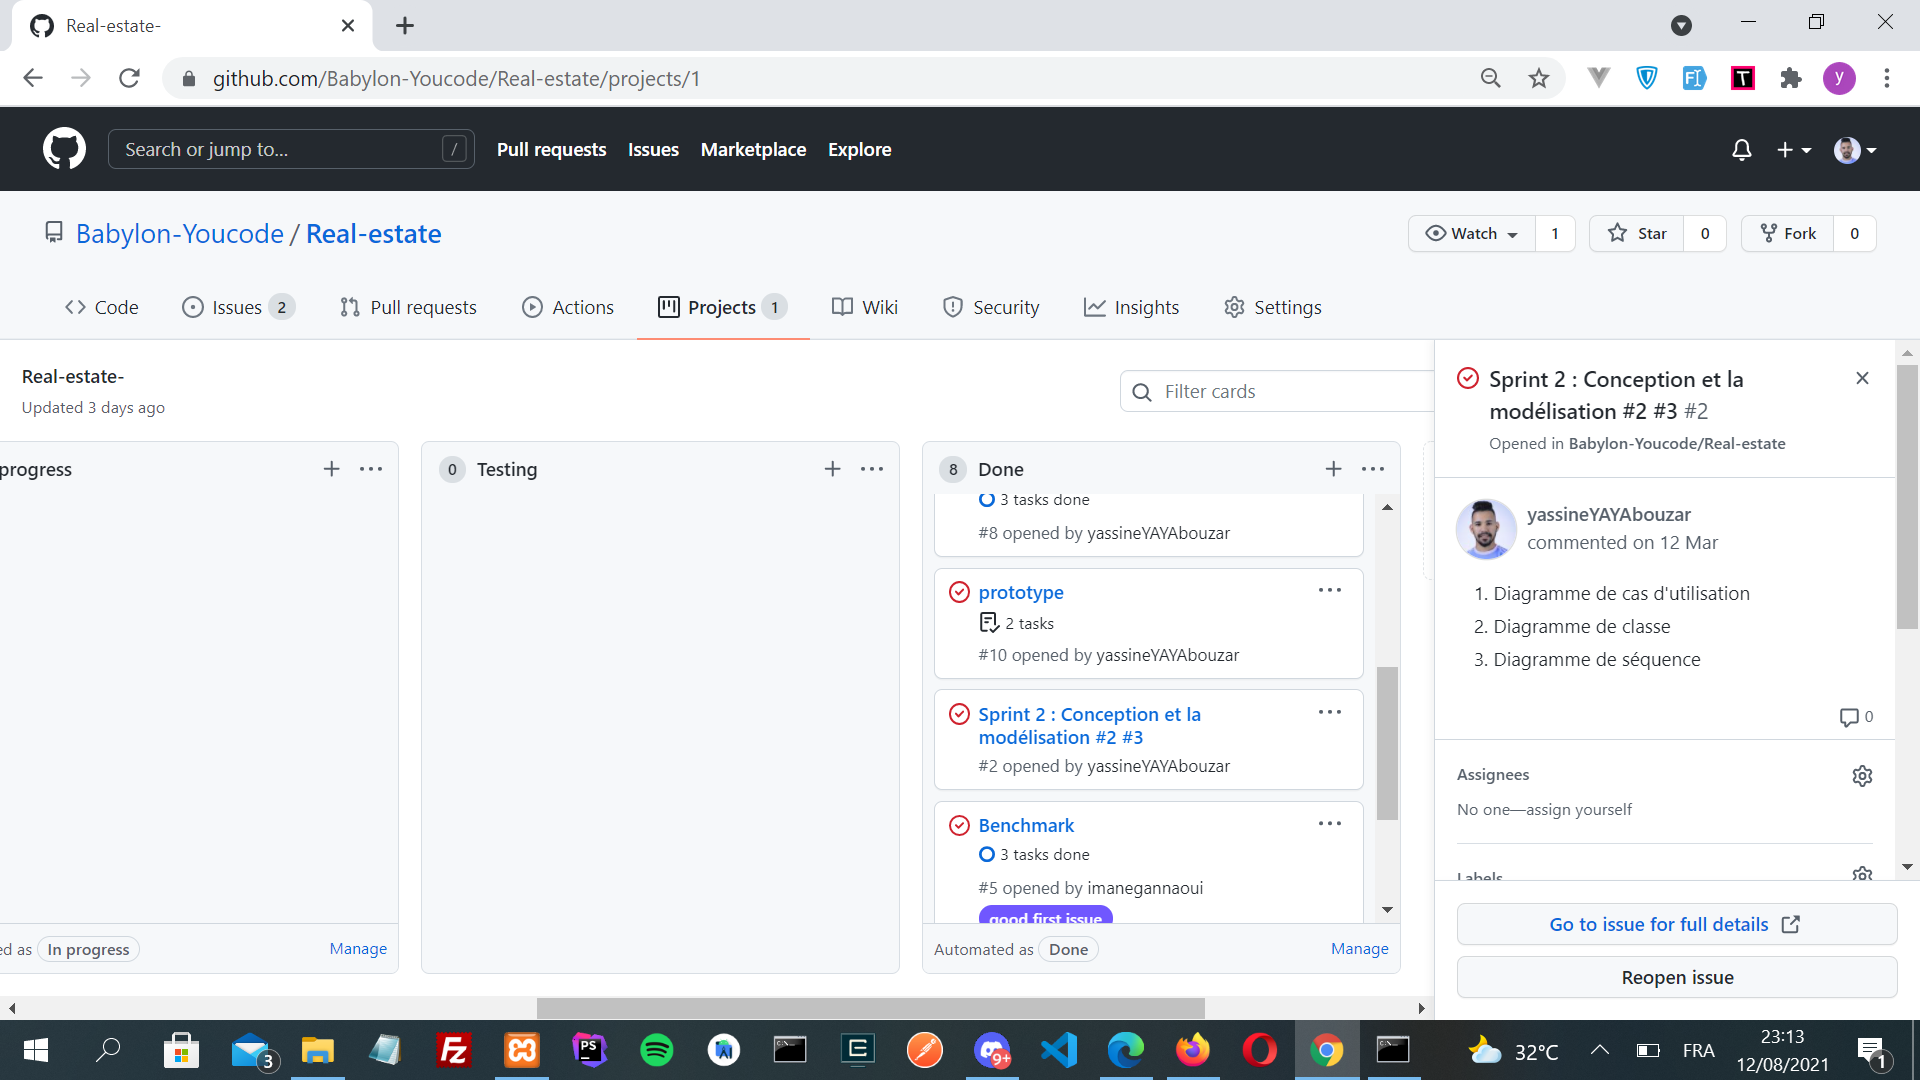 Real-estate-
github.com/Babylon-Youcode/Real-estate/projects/1
y
Search or jump to...
/
Pull requests
Issues
Marketplace
Explore
Babylon-Youcode / Real-estate
Watch 1
Star 0
Fork 0
Code
Issues 2
Pull requests
Actions
Projects 1
Wiki
Security
Insights
Settings
Real-estate-
Updated 3 days ago
Filter cards
progress
ed as In progress
Manage
0 Testing
8 Done
3 tasks done
#8 opened by yassineYAYAbouzar
prototype
2 tasks
#10 opened by yassineYAYAbouzar
Sprint 2 : Conception et la
modélisation #2 #3
#2 opened by yassineYAYAbouzar
Benchmark
3 tasks done
#5 opened by imanegannaoui
good first issue
Automated as Done
Manage
Sprint 2 : Conception et la
modélisation #2 #3 #2
Opened in Babylon-Youcode/Real-estate
yassineYAYAbouzar
commented on 12 Mar
1. Diagramme de cas d'utilisation
2. Diagramme de classe
3. Diagramme de séquence
0
Assignees
No one—assign yourself
Labels
Go to issue for full details
Reopen issue
3
PS
9+
32°C
FRA
23:13
12/08/2021
1